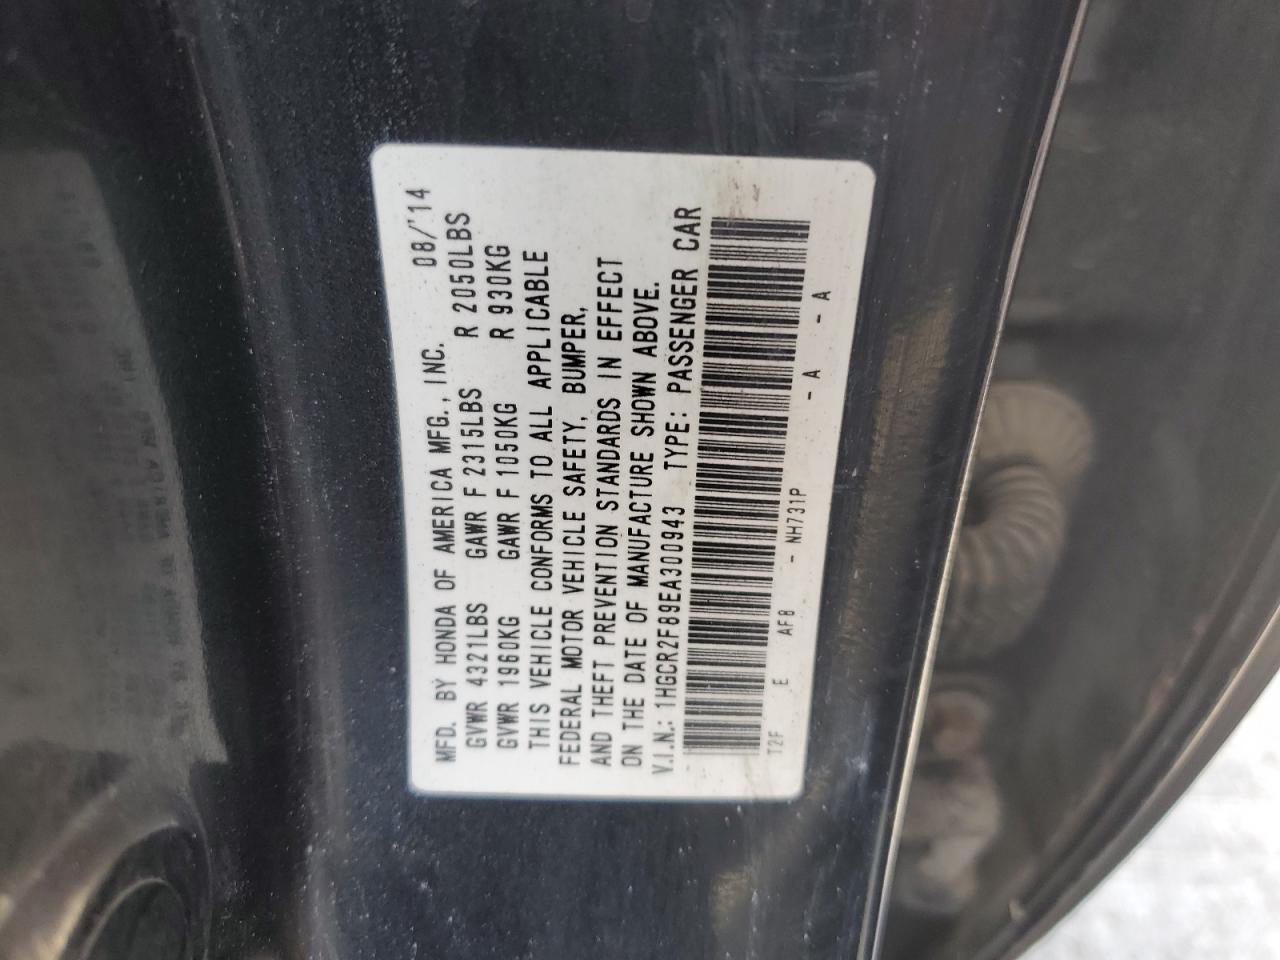 MFD. BY HONDA OF AMERICA MFG., INC. 08/'14
GVWR 4321LBS GAWR F 2315LBS R 2050LBS
GVWR 1960KG GAWR F 1050KG R 930KG
THIS VEHICLE CONFORMS TO ALL APPLICABLE
FEDERAL MOTOR VEHICLE SAFETY, BUMPER,
AND THEFT PREVENTION STANDARDS IN EFFECT
ON THE DATE OF MANUFACTURE SHOWN ABOVE.
V.I.N.: 1HGCR2F89EA300943 TYPE: PASSENGER CAR
T2F E AF8 - NH731P - A - A